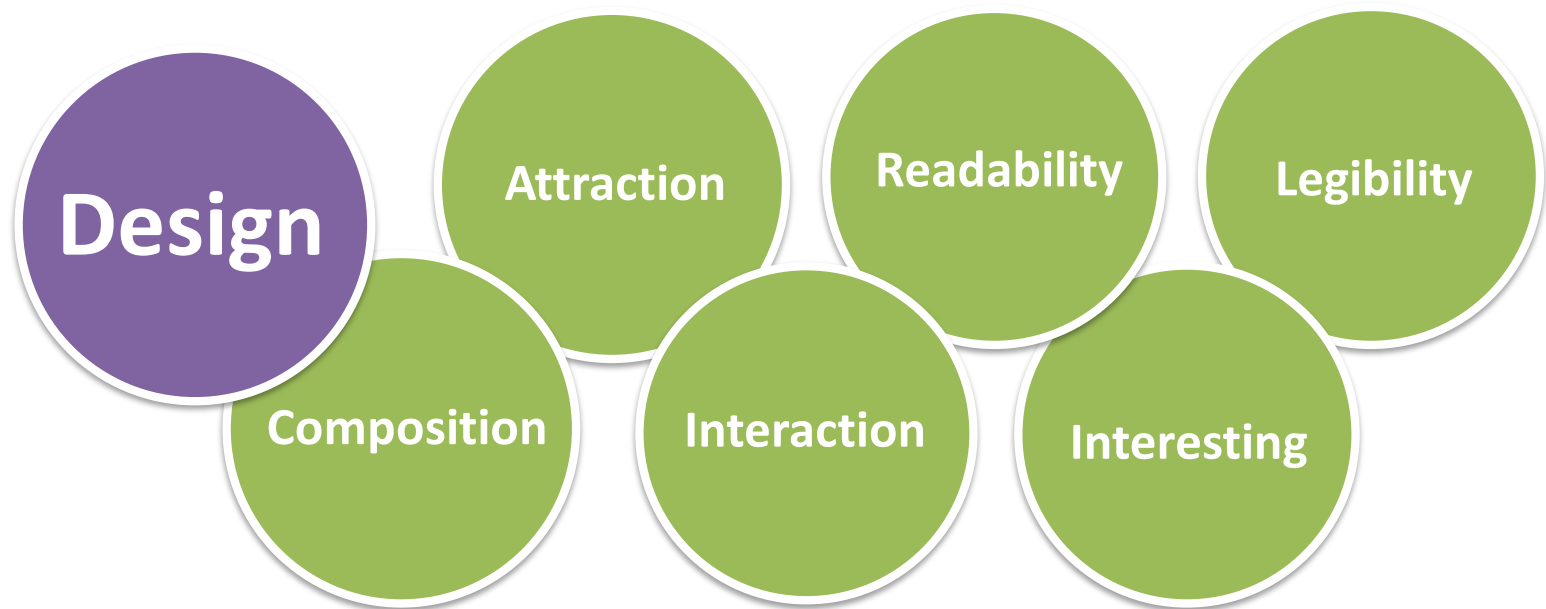 Design
Attraction
Readability
Legibility
Composition
Interaction
Interesting